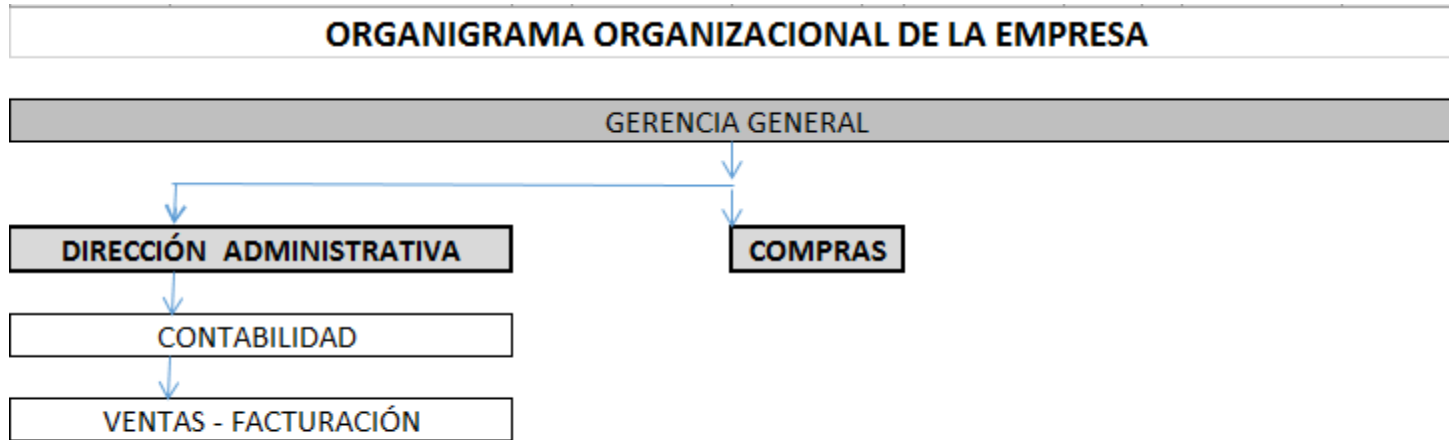 ORGANIGRAMA ORGANIZACIONAL DE LA EMPRESA
GERENCIA GENERAL
DIRECCIÓN ADMINISTRATIVA
COMPRAS
CONTABILIDAD
VENTAS - FACTURACIÓN